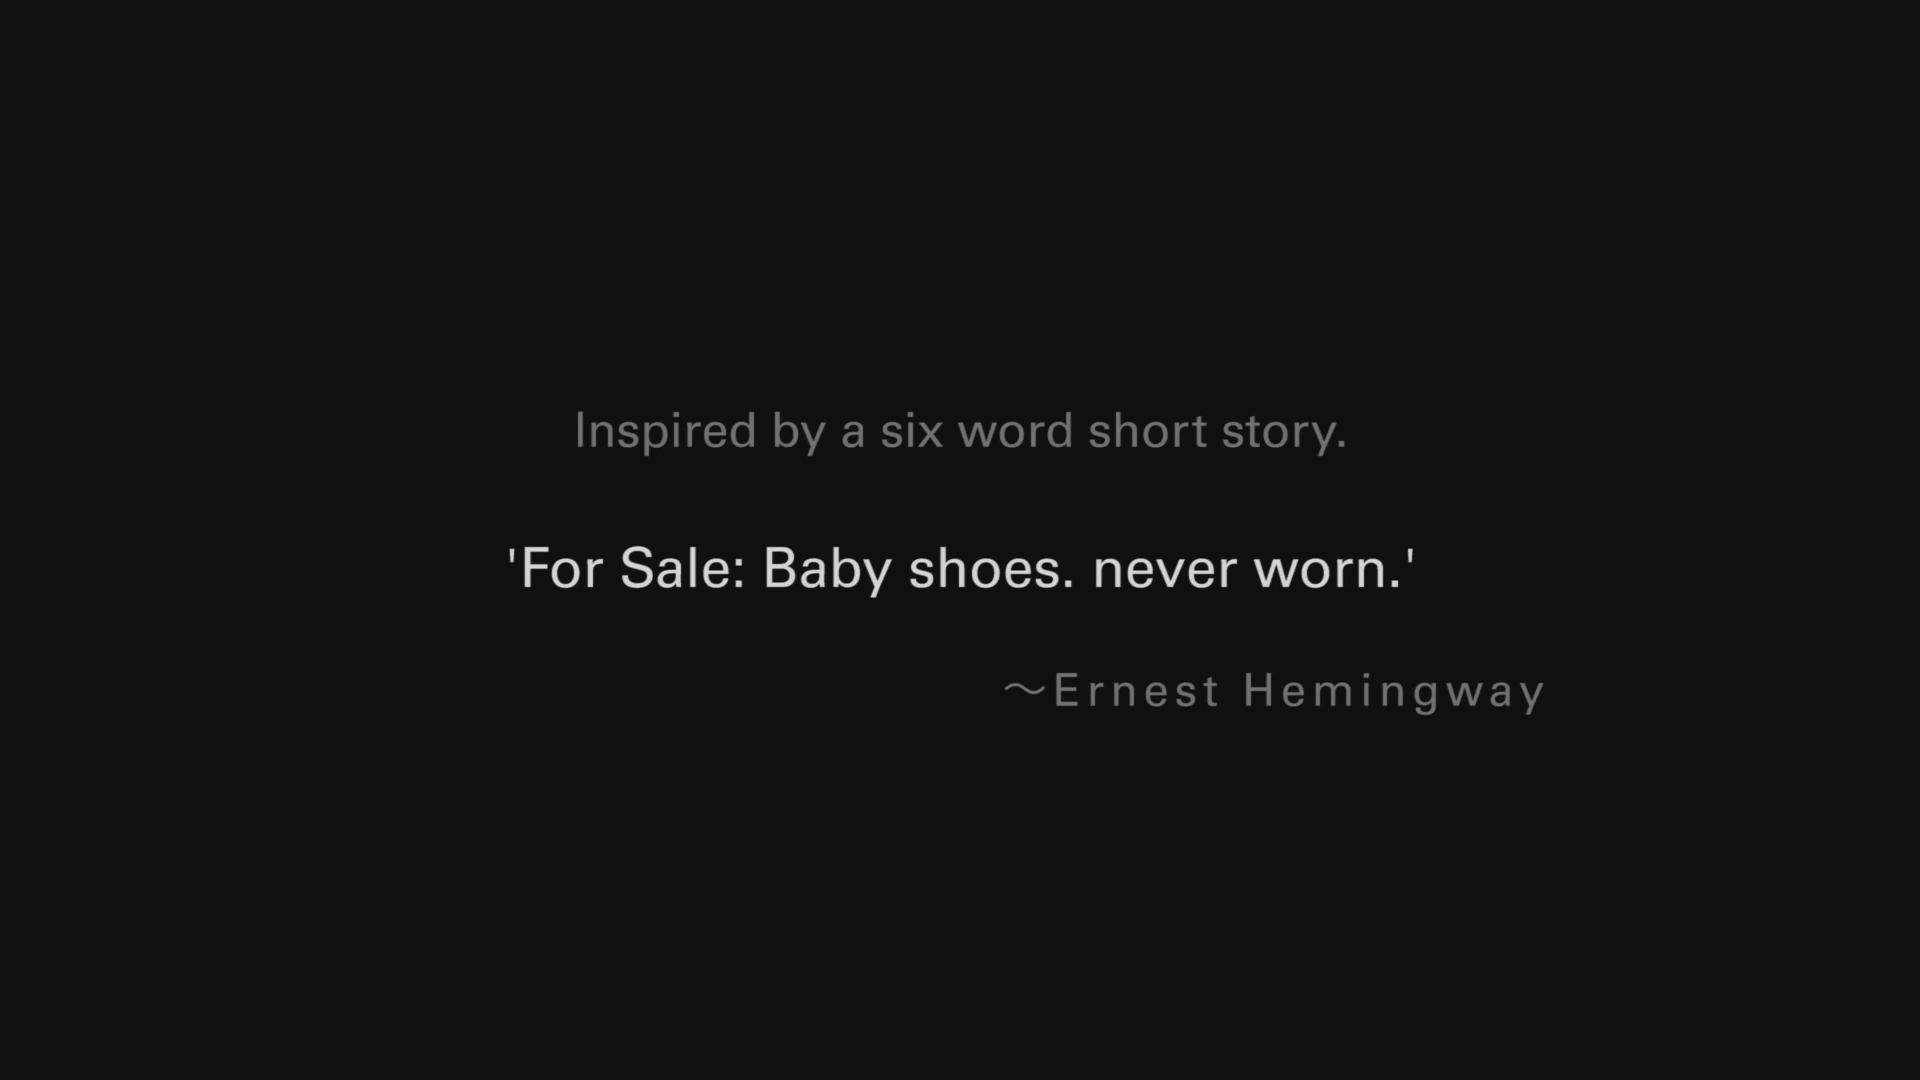 Inspired by a six word short story.
'For Sale: Baby shoes. never worn.'
～Ernest Hemingway